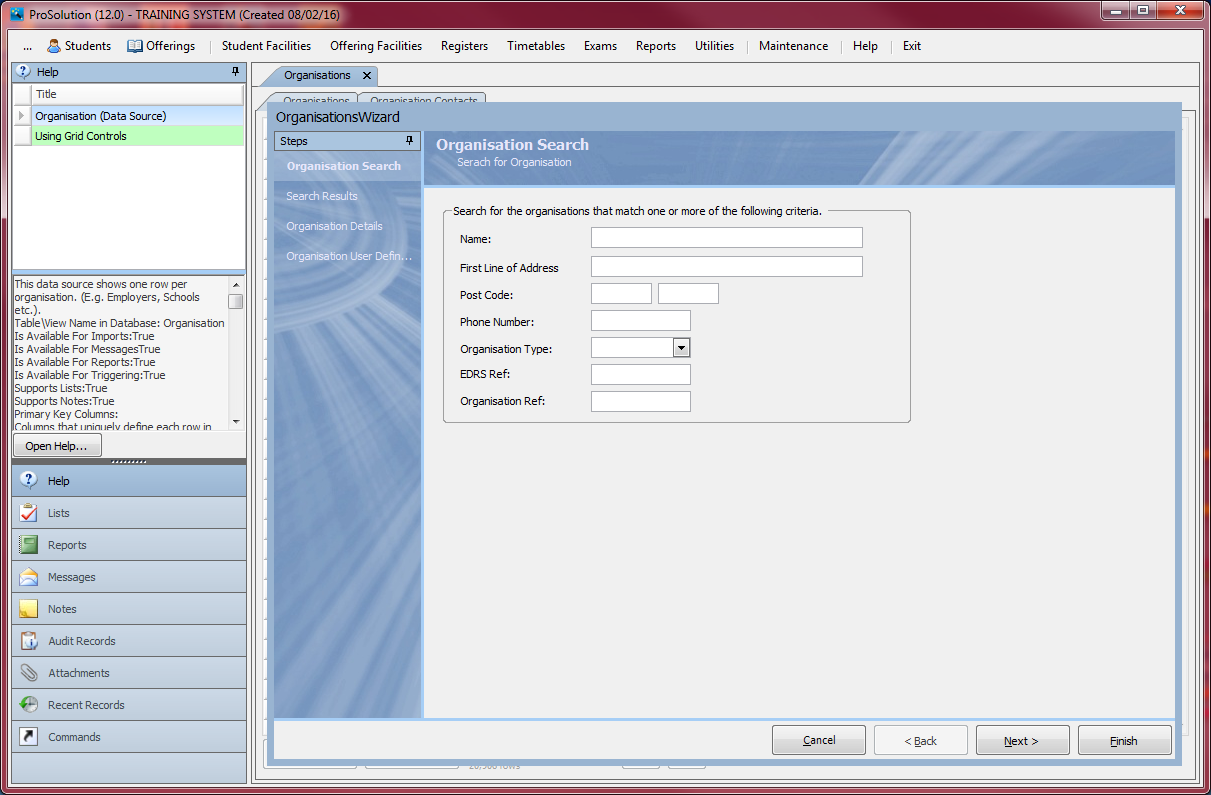 ProSolution (12.0) - TRAINING SYSTEM (Created 08/02/16)
... Students Offerings Student Facilities Offering Facilities Registers Timetables Exams Reports Utilities Maintenance Help Exit
Help
Title
Organisation (Data Source)
Using Grid Controls
This data source shows one row per
organisation. (E.g. Employers, Schools
etc.).
Table\View Name in Database: Organisation
Is Available For Imports:True
Is Available For MessagesTrue
Is Available For Reports:True
Is Available For Triggering:True
Supports Lists:True
Supports Notes:True
Primary Key Columns:
Columns that uniquely define each row in
Open Help...
Help
Lists
Reports
Messages
Notes
Audit Records
Attachments
Recent Records
Commands
Organisations
Organisations Organisation Contacts
OrganisationsWizard
Steps
Organisation Search
Search Results
Organisation Details
Organisation User Defin...
Organisation Search
Serach for Organisation
Search for the organisations that match one or more of the following criteria.
Name:
First Line of Address
Post Code:
Phone Number:
Organisation Type:
EDRS Ref:
Organisation Ref:
Cancel < Back Next > Finish
rows